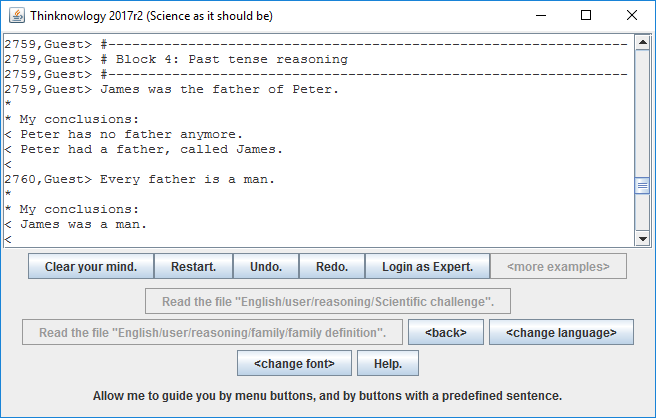 Thinknowlogy 2017r2 (Science as it should be)
2759,Guest> #----------------------------------------------------------------
2759,Guest> # Block 4: Past tense reasoning
2759,Guest> #----------------------------------------------------------------
2759,Guest> James was the father of Peter.
*
* My conclusions:
< Peter has no father anymore.
< Peter had a father, called James.
<
2760,Guest> Every father is a man.
*
* My conclusions:
< James was a man.
<
Clear your mind. Restart. Undo. Redo. Login as Expert. <more examples>
Read the file "English/user/reasoning/Scientific challenge".
Read the file "English/user/reasoning/family/family definition". <back> <change language>
<change font> Help.
Allow me to guide you by menu buttons, and by buttons with a predefined sentence.